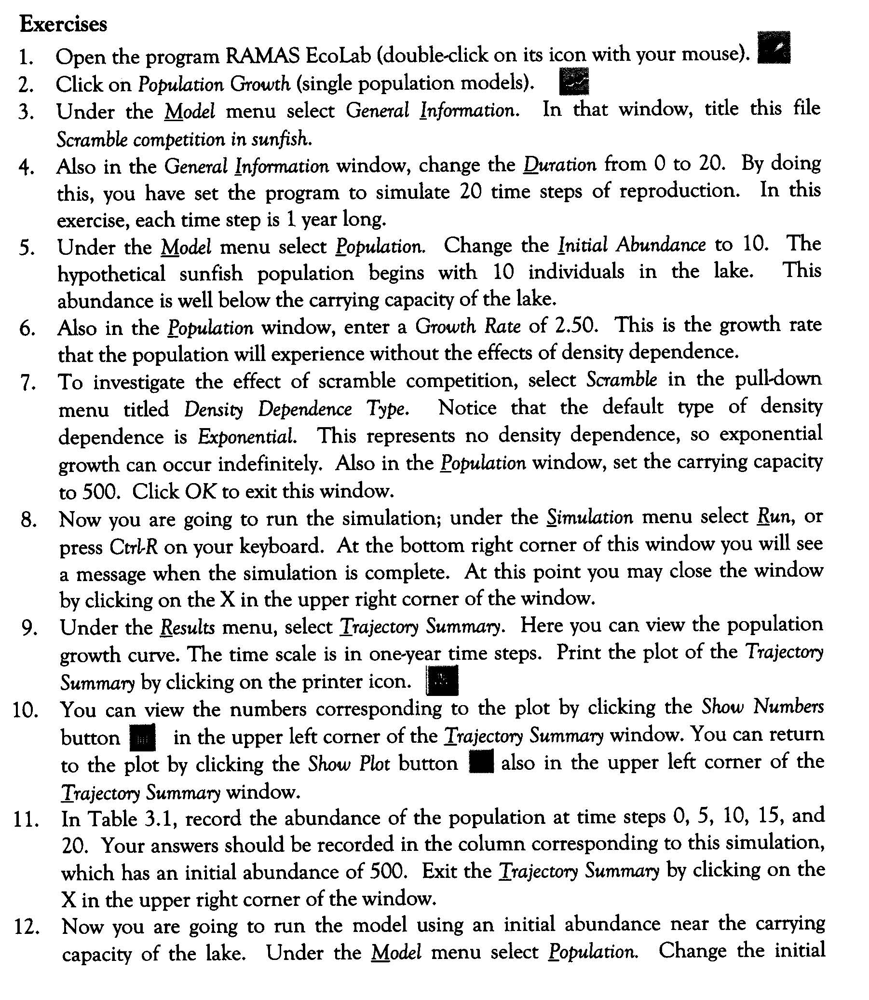 Exercises
1. Open the program RAMAS EcoLab (double-click on its icon with your mouse).
2. Click on Population Growth (single population models).
3. Under the Model menu select General Information. In that window, title this file
Scramble competition in sunfish.
4. Also in the General Information window, change the Duration from 0 to 20. By doing
this, you have set the program to simulate 20 time steps of reproduction. In this
exercise, each time step is 1 year long.
5. Under the Model menu select Population. Change the Initial Abundance to 10. The
hypothetical sunfish population begins with 10 individuals in the lake. This
abundance is well below the carrying capacity of the lake.
6. Also in the Population window, enter a Growth Rate of 2.50. This is the growth rate
that the population will experience without the effects of density dependence.
7. To investigate the effect of scramble competition, select Scramble in the pull-down
menu titled Density Dependence Type. Notice that the default type of density
dependence is Exponential. This represents no density dependence, so exponential
growth can occur indefinitely. Also in the Population window, set the carrying capacity
to 500. Click OK to exit this window.
8. Now you are going to run the simulation; under the Simulation menu select Run, or
press Ctrl-R on your keyboard. At the bottom right corner of this window you will see
a message when the simulation is complete. At this point you may close the window
by clicking on the X in the upper right corner of the window.
9. Under the Results menu, select Trajectory Summary. Here you can view the population
growth curve. The time scale is in one-year time steps. Print the plot of the Trajectory
Summary by clicking on the printer icon.
10. You can view the numbers corresponding to the plot by clicking the Show Numbers
button in the upper left corner of the Trajectory Summary window. You can return
to the plot by clicking the Show Plot button also in the upper left corner of the
Trajectory Summary window.
11. In Table 3.1, record the abundance of the population at time steps 0, 5, 10, 15, and
20. Your answers should be recorded in the column corresponding to this simulation,
which has an initial abundance of 500. Exit the Trajectory Summary by clicking on the
X in the upper right corner of the window.
12. Now you are going to run the model using an initial abundance near the carrying
capacity of the lake. Under the Model menu select Population. Change the initial